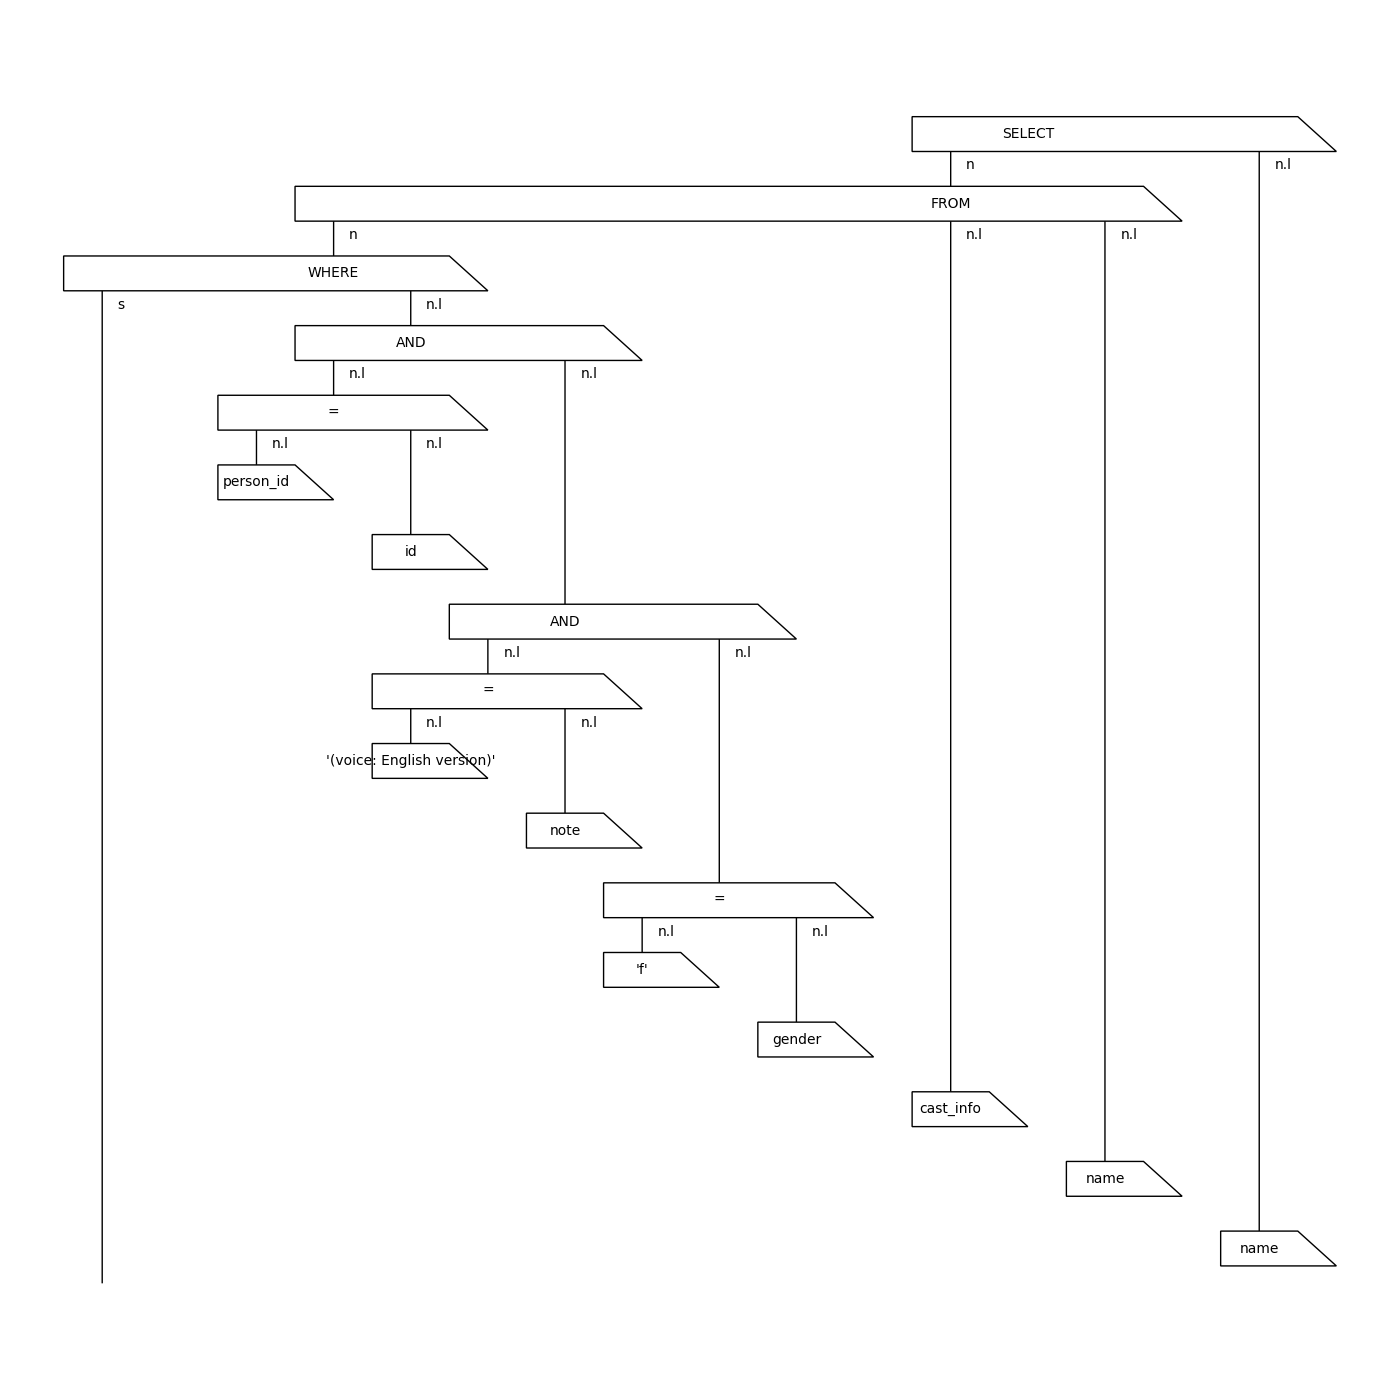 SELECT
n n.l
FROM
n n.l n.l
WHERE
s n.l
AND
n.l n.l
=
n.l n.l
person_id
id
AND
n.l n.l
=
n.l n.l
'(voice: English version)'
note
=
n.l n.l
'f'
gender
cast_info
name
name